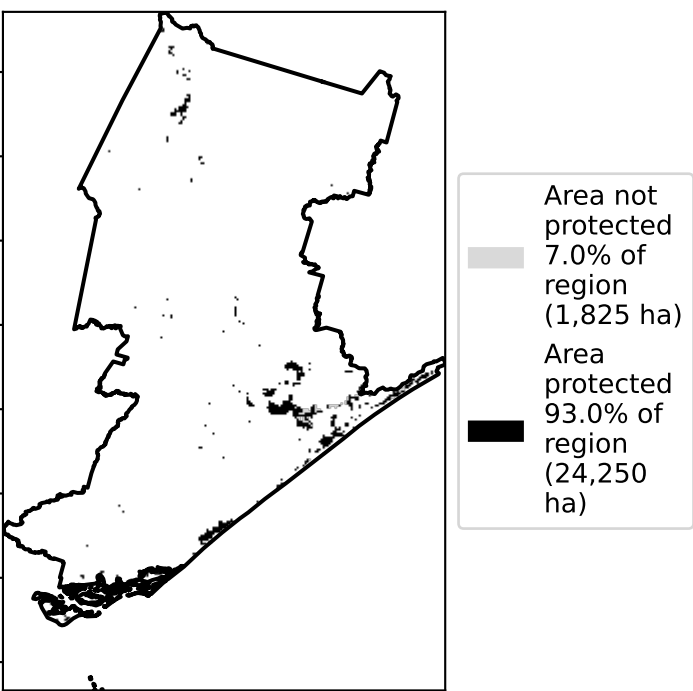 Area not
protected
7.0% of
region
(1,825 ha)
Area
protected
93.0% of
region
(24,250
ha)